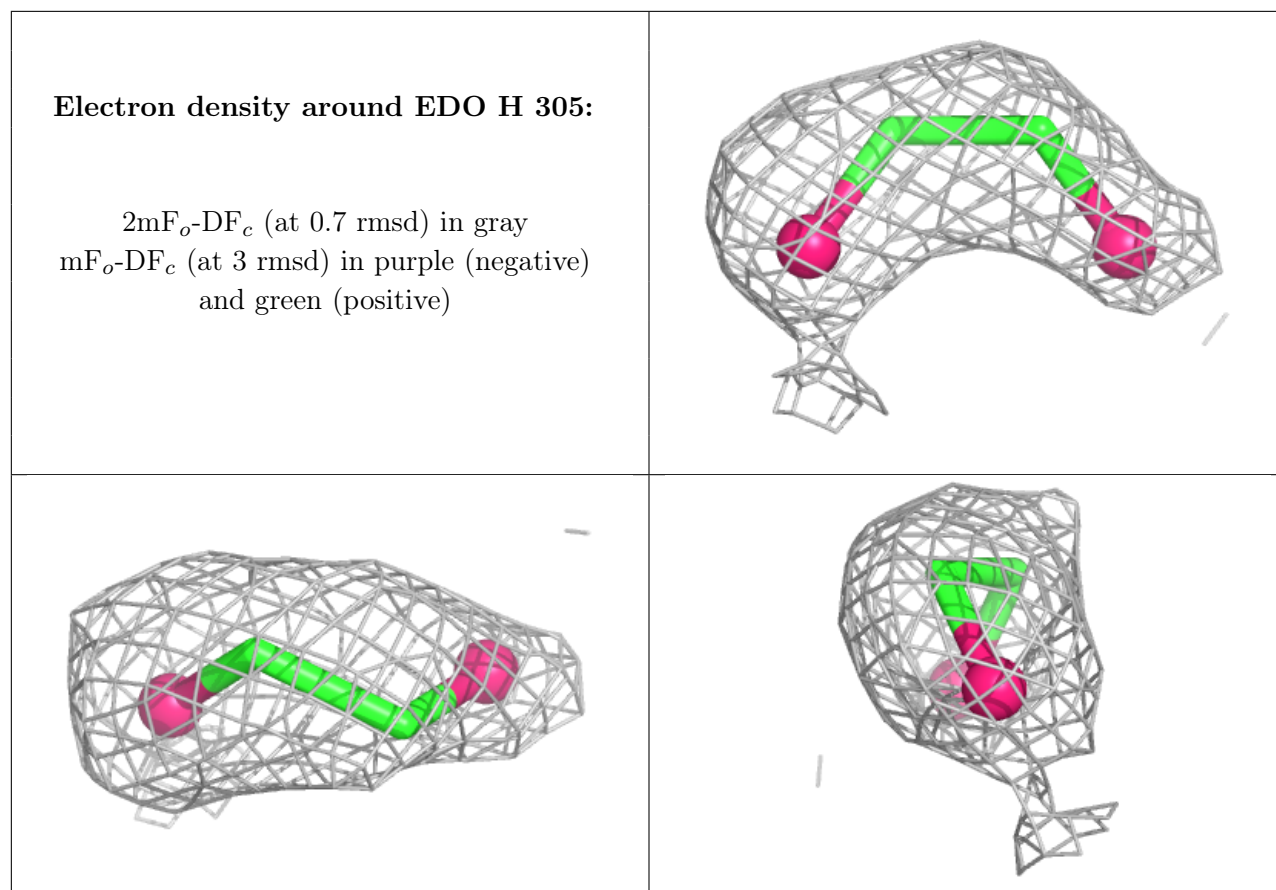 Electron density around EDO H 305:
2mFₒ-DF𝒸 (at 0.7 rmsd) in gray
mFₒ-DF𝒸 (at 3 rmsd) in purple (negative)
and green (positive)